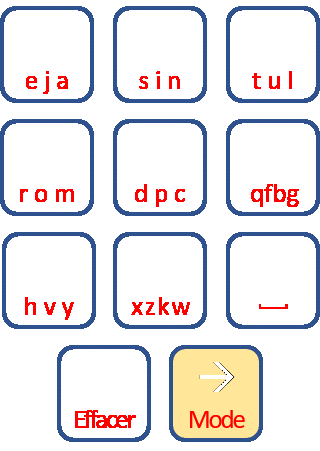 e j a s i n t u l
r o m d p c qfbg
h v y xzkw
Effacer Mode